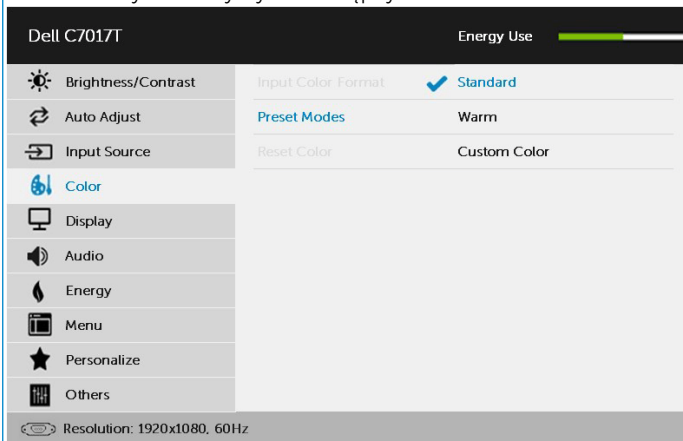 Dell C7017T Energy Use
Brightness/Contrast Input Color Format Standard
Auto Adjust Preset Modes Warm
Input Source Reset Color Custom Color
Color
Display
Audio
Energy
Menu
Personalize
Others
Resolution: 1920x1080, 60Hz